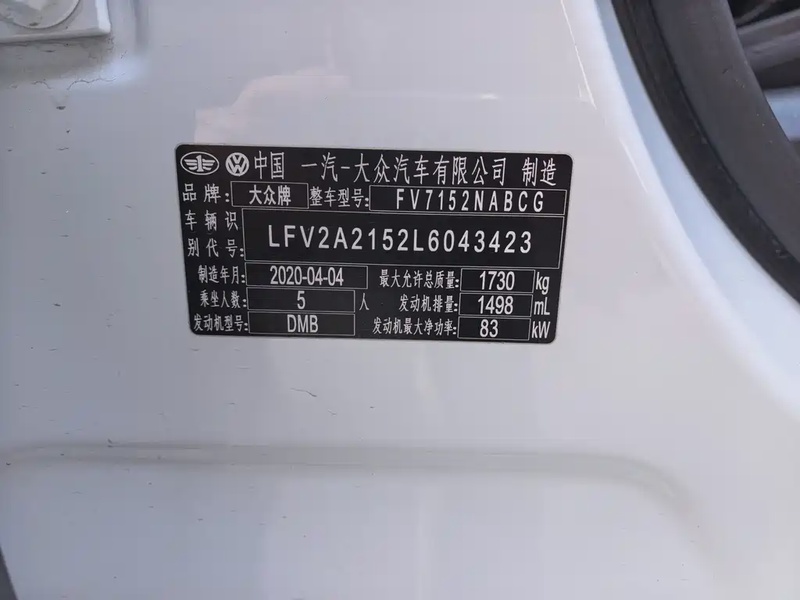 中国 一汽-大众汽车有限公司 制造
品牌: 大众牌 整车型号: FV7152NABCG
车辆识别代号: LFV2A2152L6043423
制造年月: 2020-04-04 最大允许总质量: 1730 kg
乘坐人数: 5 人 发动机排量: 1498 mL
发动机型号: DMB 发动机最大净功率: 83 kW